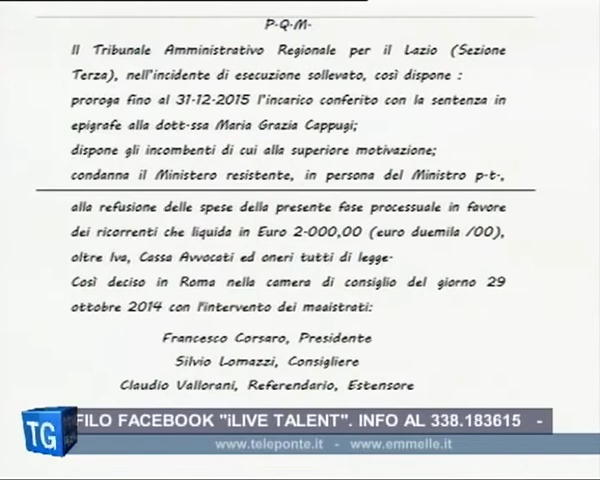 P-Q-M-
Il Tribunale Amministrativo Regionale per il Lazio (Sezione
Terza), nell'incidente di esecuzione sollevato, così dispone :
proroga fino al 31-12-2015 l'incarico conferito con la sentenza in
epigrafe alla dott-ssa Maria Grazia Cappugi;
dispone gli incombenti di cui alla superiore motivazione;
condanna il Ministero resistente, in persona del Ministro p-t-,
alla refusione delle spese della presente fase processuale in favore
dei ricorrenti che liquida in Euro 2-000,00 (euro duemila /00),
oltre Iva, Cassa Avvocati ed oneri tutti di legge-
Così deciso in Roma nella camera di consiglio del giorno 29
ottobre 2014 con l'intervento dei magistrati:
Francesco Corsaro, Presidente
Silvio Lomazzi, Consigliere
Claudio Vallorani, Referendario, Estensore
FILO FACEBOOK "iLIVE TALENT". INFO AL 338.183615 -
TG
www.teleponte.it - www.emmelle.it